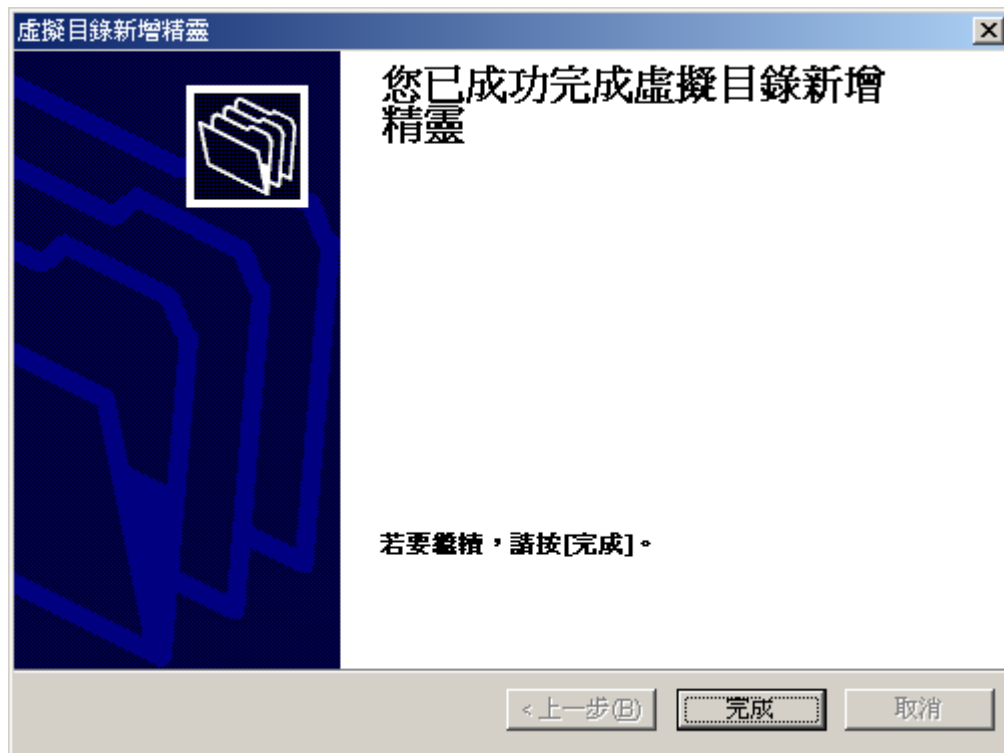 虛擬目錄新增精靈
您已成功完成虛擬目錄新增
精靈
若要繼續，請按[完成]。
<上一步(B)
完成
取消